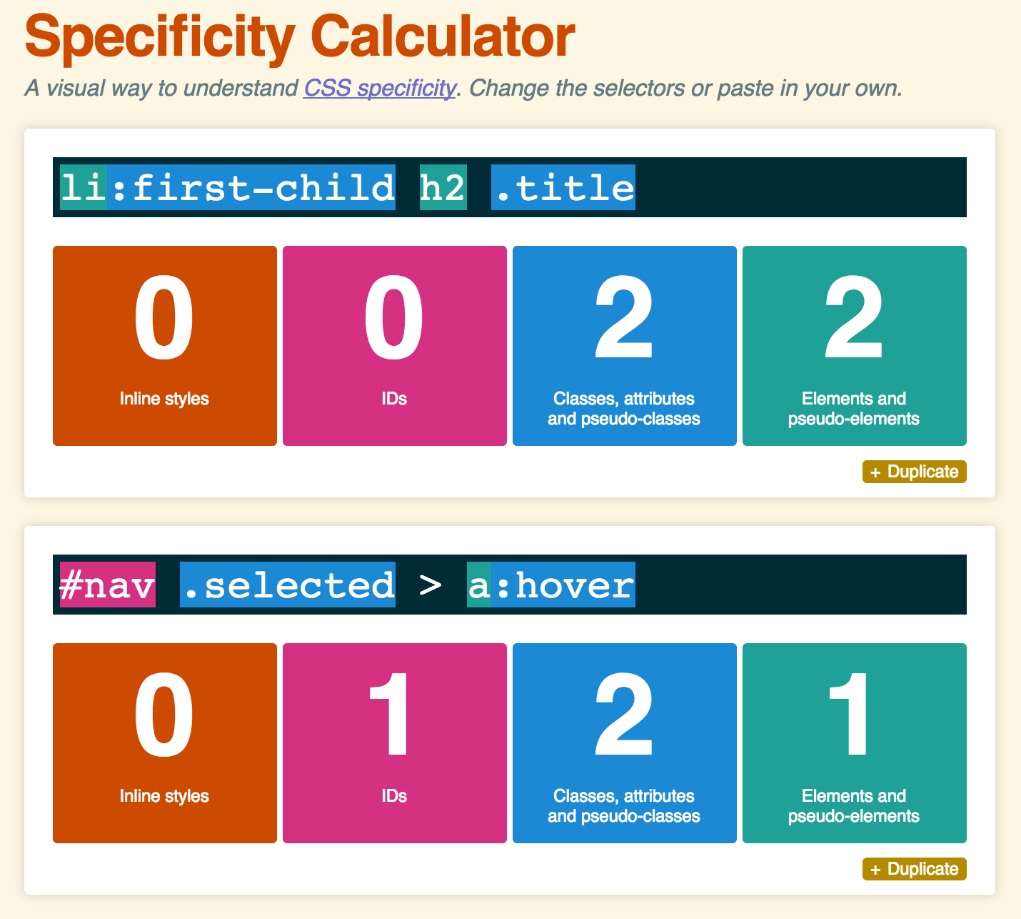 Specificity Calculator
A visual way to understand CSS specificity. Change the selectors or paste in your own.
li:first-child h2 .title
0
Inline styles
0
IDs
2
Classes, attributes
and pseudo-classes
2
Elements and
pseudo-elements
+ Duplicate
#nav .selected > a:hover
0
Inline styles
1
IDs
2
Classes, attributes
and pseudo-classes
1
Elements and
pseudo-elements
+ Duplicate